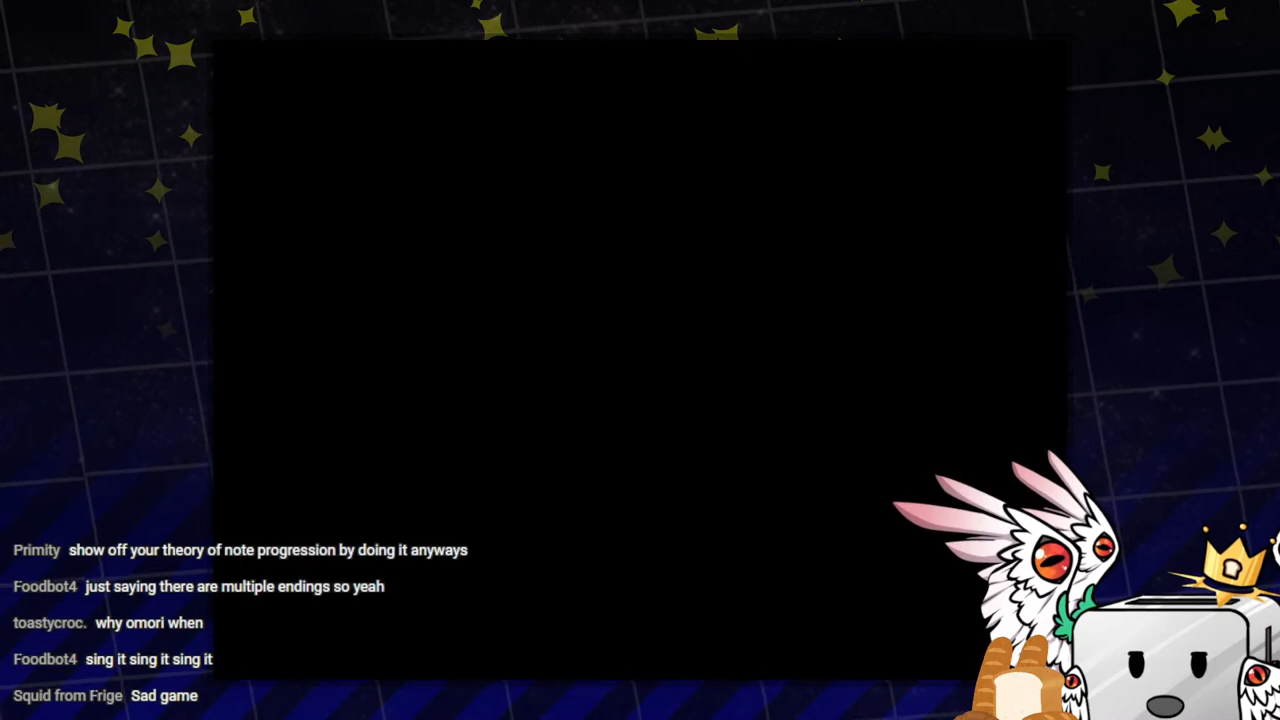 Primity show off your theory of note progression by doing it anyways
Foodbot4 just saying there are multiple endings so yeah
toastycroc. why omori when
Foodbot4 sing it sing it sing it
Squid from Frige Sad game